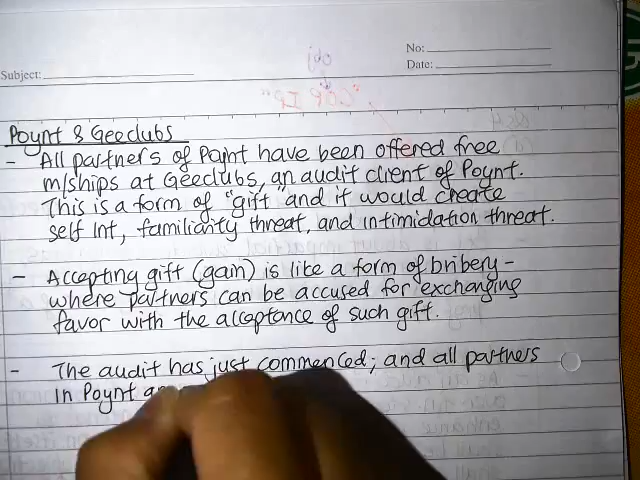 No:
Date:
Subject:
Poynt & Geeclubs
- All partners of Paynt have been offered free
m/ships at Geeclubs, an audit client of Poynt.
This is a form of "gift" and it would create
self Int, familiarity threat, and intimidation threat.
- Accepting gift (gain) is like a form of bribery -
where partners can be accused for exchanging
favor with the acceptance of such gift.
- The audit has just commenced; and all partners
in Poynt